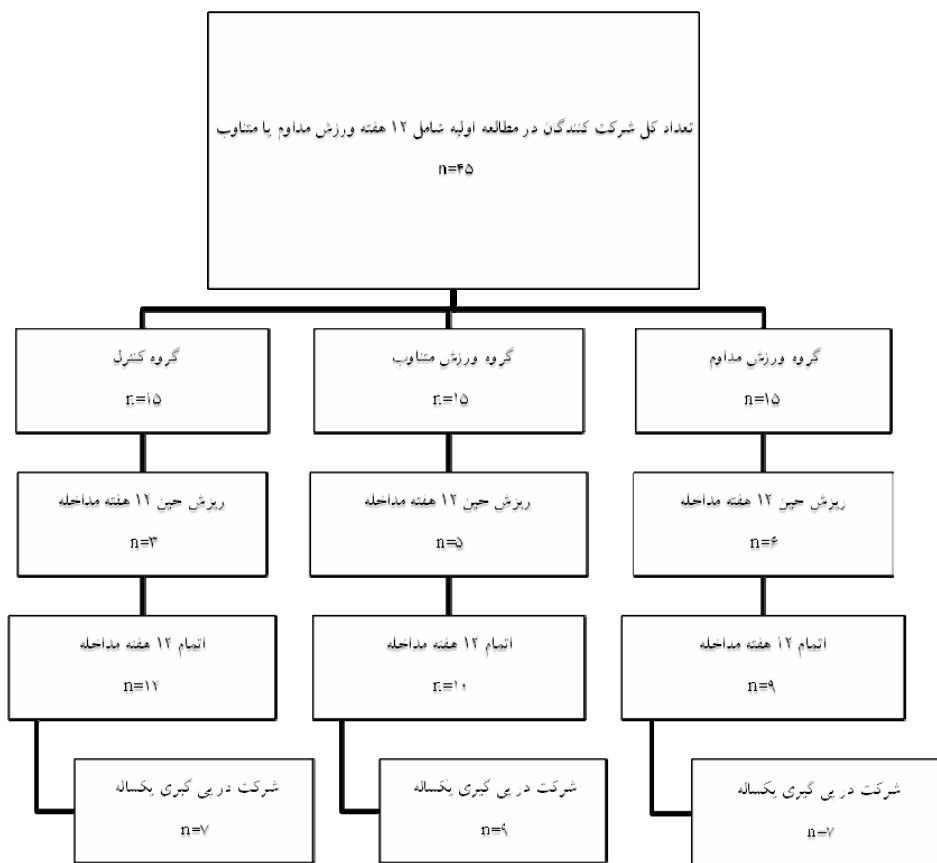 تعداد کل شرکت کنندگان در مطالعه اولیه شامل ۱۲ هفته ورزش مداوم یا متناوب
n=۴۵
گروه ورزش مداوم
n=۱۵
گروه ورزش متناوب
n=۱۵
گروه کنترل
n=۱۵
ریزش حین ۱۲ هفته مداخله
n=۶
ریزش حین ۱۲ هفته مداخله
n=۵
ریزش حین ۱۲ هفته مداخله
n=۳
اتمام ۱۲ هفته مداخله
n=۹
اتمام ۱۲ هفته مداخله
n=۱۰
اتمام ۱۲ هفته مداخله
n=۱۲
شرکت در پی گیری یکساله
n=۷
شرکت در پی گیری یکساله
n=۹
شرکت در پی گیری یکساله
n=۷